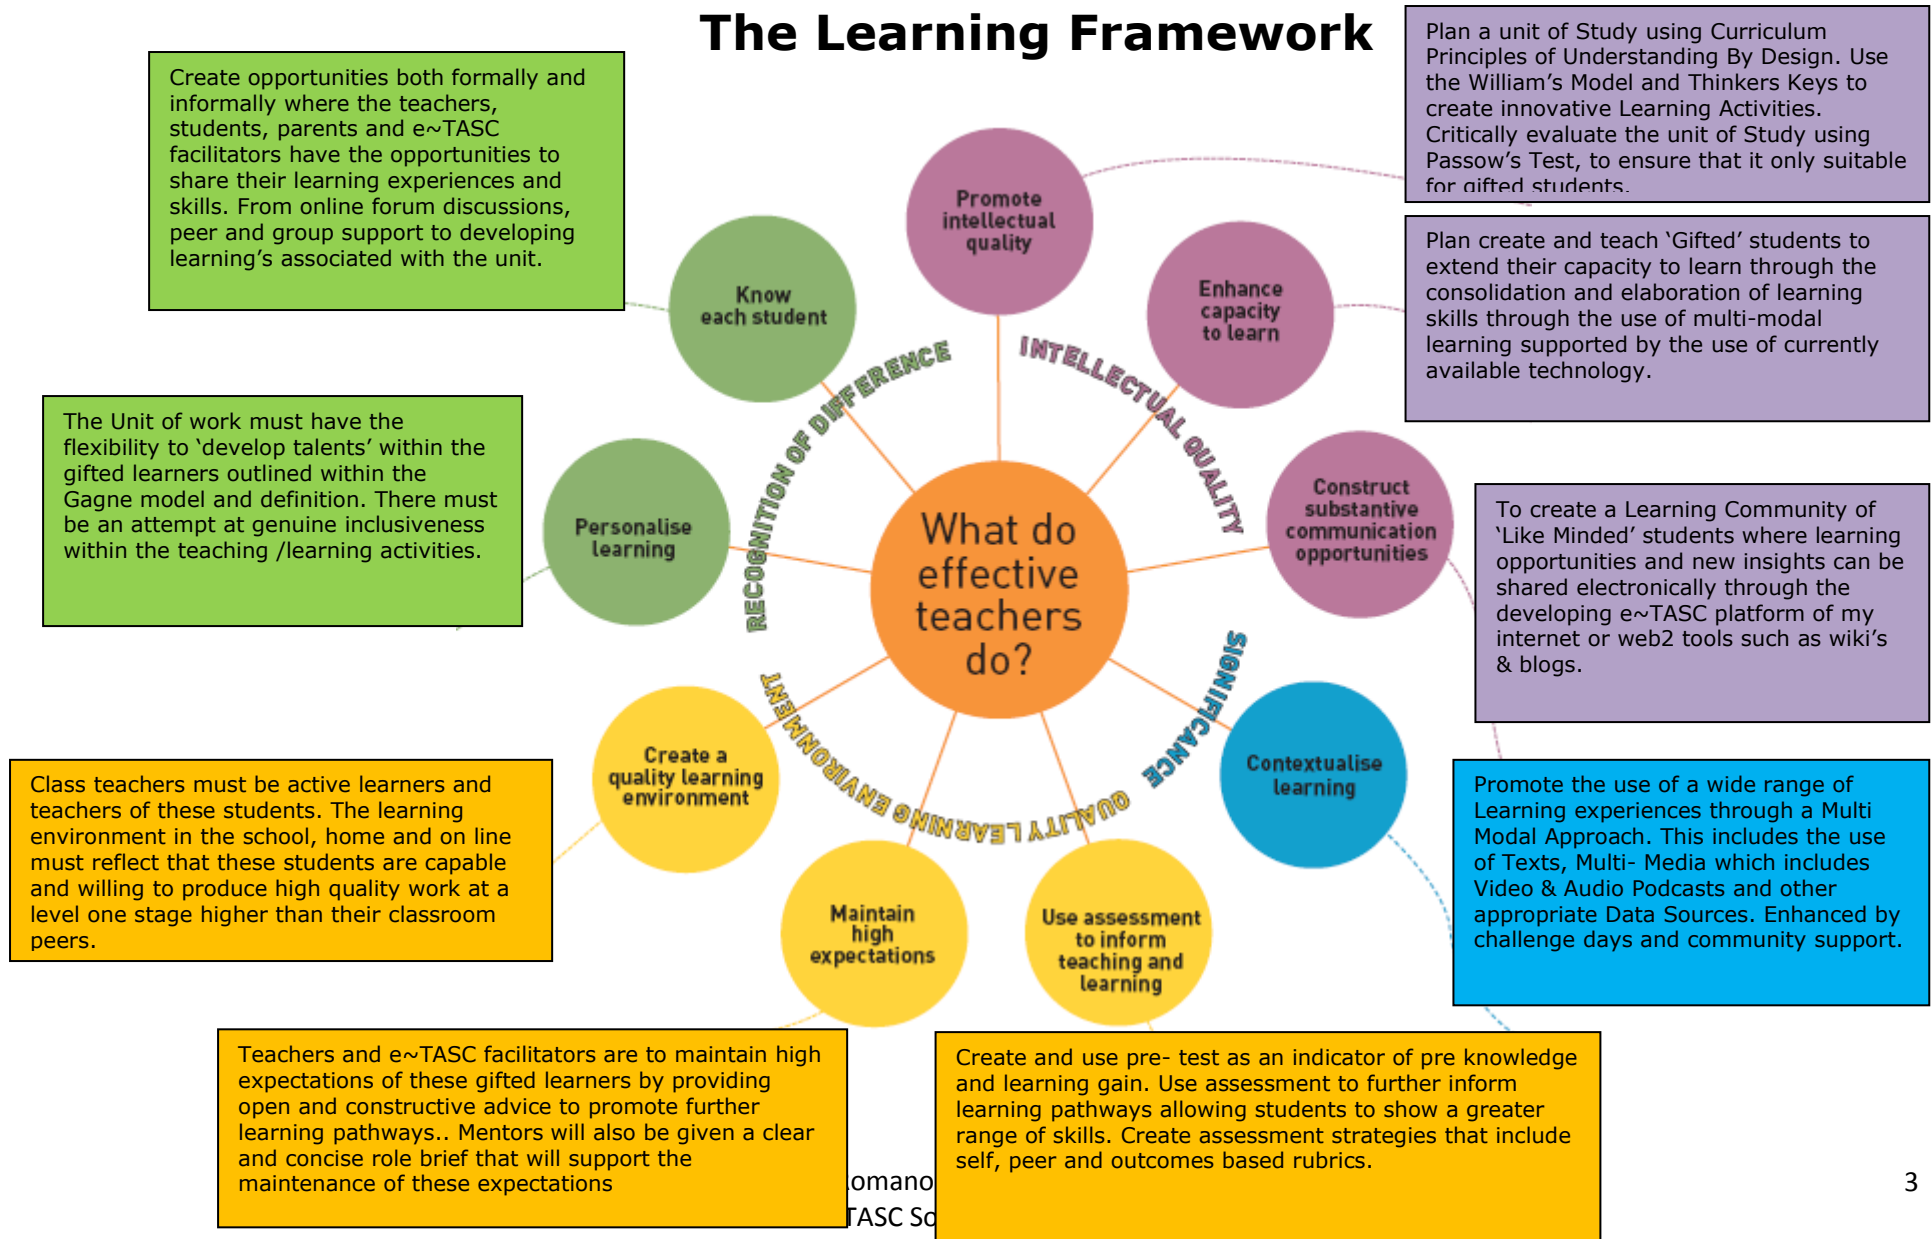 The Learning Framework
Create opportunities both formally and
informally where the teachers,
students, parents and e~TASC
facilitators have the opportunities to
share their learning experiences and
skills. From online forum discussions,
peer and group support to developing
learning's associated with the unit.
Plan a unit of Study using Curriculum
Principles of Understanding By Design. Use
the William's Model and Thinkers Keys to
create innovative Learning Activities.
Critically evaluate the unit of Study using
Passow's Test, to ensure that it only suitable
for gifted students.
Plan create and teach ‘Gifted’ students to
extend their capacity to learn through the
consolidation and elaboration of learning
skills through the use of multi-modal
learning supported by the use of currently
available technology.
The Unit of work must have the
flexibility to ‘develop talents’ within the
gifted learners outlined within the
Gagne model and definition. There must
be an attempt at genuine inclusiveness
within the teaching /learning activities.
To create a Learning Community of
‘Like Minded’ students where learning
opportunities and new insights can be
shared electronically through the
developing e~TASC platform of my
internet or web2 tools such as wiki's
& blogs.
Promote
intellectual
quality
Know
each student
Enhance
capacity
to learn
Personalise
learning
Construct
substantive
communication
opportunities
RECOGNITION OF DIFFERENCE
INTELLECTUAL QUALITY
What do
effective
teachers
do?
SIGNIFICANCE
QUALITY LEARNING ENVIRONMENT
Create a
quality learning
environment
Contextualise
learning
Maintain
high
expectations
Use assessment
to inform
teaching and
learning
Class teachers must be active learners and
teachers of these students. The learning
environment in the school, home and on line
must reflect that these students are capable
and willing to produce high quality work at a
level one stage higher than their classroom
peers.
Promote the use of a wide range of
Learning experiences through a Multi
Modal Approach. This includes the use
of Texts, Multi- Media which includes
Video & Audio Podcasts and other
appropriate Data Sources. Enhanced by
challenge days and community support.
Teachers and e~TASC facilitators are to maintain high
expectations of these gifted learners by providing
open and constructive advice to promote further
learning pathways.. Mentors will also be given a clear
and concise role brief that will support the
maintenance of these expectations
Create and use pre- test as an indicator of pre knowledge
and learning gain. Use assessment to further inform
learning pathways allowing students to show a greater
range of skills. Create assessment strategies that include
self, peer and outcomes based rubrics.
omano
TASC So
3